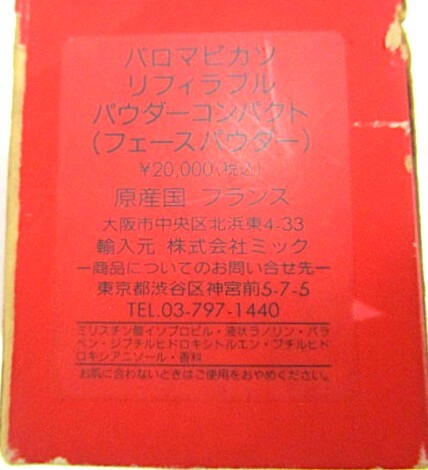 パロマピカソ
リフィラブル
パウダーコンパクト
(フェースパウダー)
¥20,000(税込)
原産国 フランス
大阪市中央区北浜東4-33
輸入元 株式会社ミック
ー商品についてのお問い合せ先ー
東京都渋谷区神宮前5-7-5
TEL.03-797-1440
ミリスチン酸イソプロピル・液状ラノリン・パラ
ベン・ジブチルヒドロキシトルエン・ブチルヒド
ロキシアニソール・香料
お肌に合わないときはご使用をおやめください。